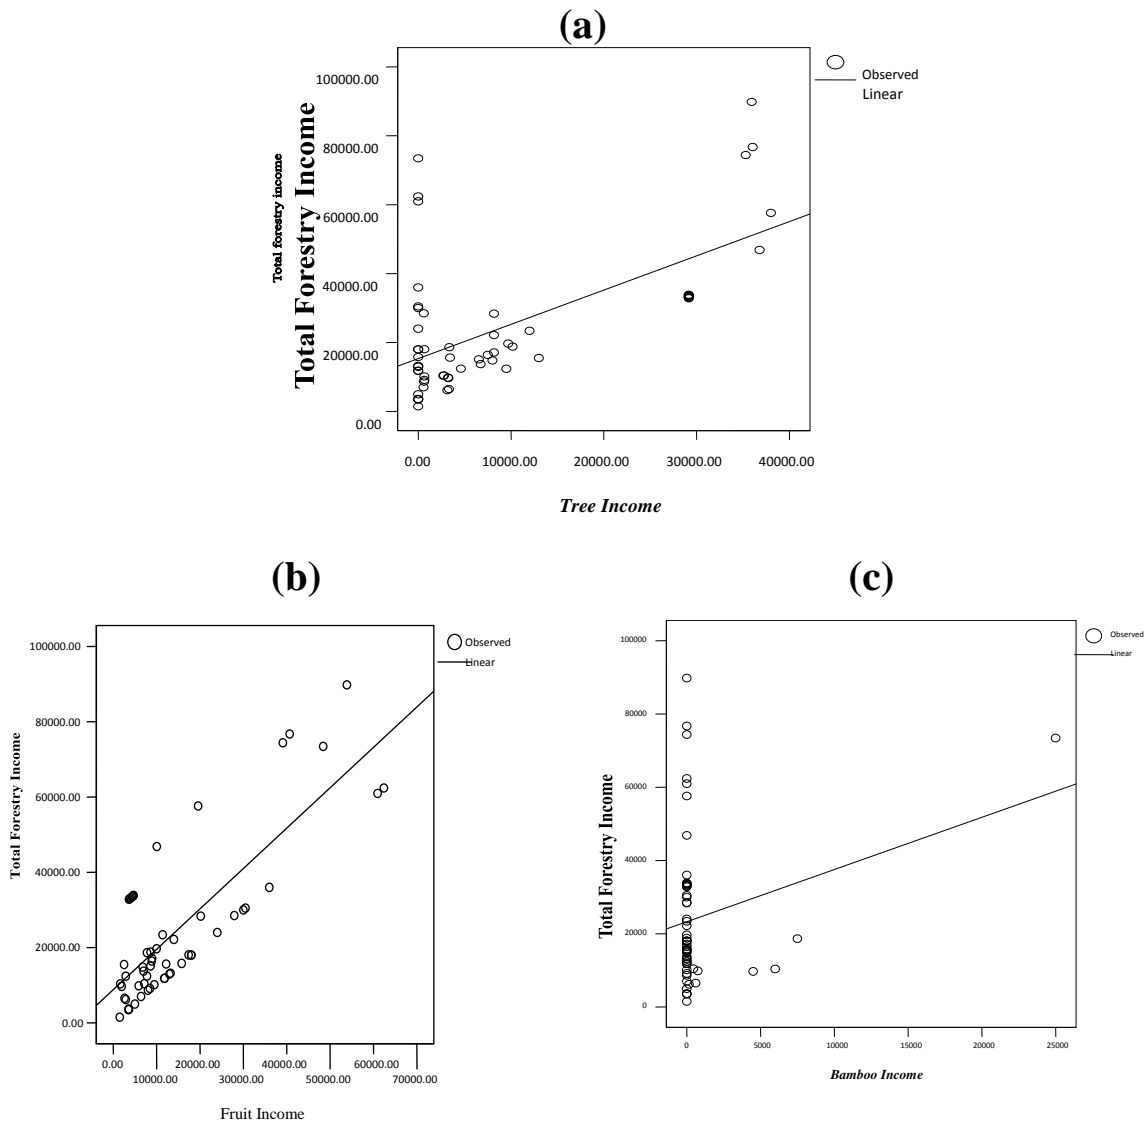 (a)
Observed
Linear
Total forestry income
Total Forestry Income
100000.00
80000.00
60000.00
40000.00
20000.00
0.00
0.00 10000.00 20000.00 30000.00 40000.00
Tree Income
(b)
Observed
Linear
Total Forestry Income
100000.00
80000.00
60000.00
40000.00
20000.00
0.00
0.00 20000.00 40000.00 60000.00
10000.00 30000.00 50000.00 70000.00
Fruit Income
(c)
Observed
Linear
Total Forestry Income
100000
80000
60000
40000
20000
0
0 5000 10000 15000 20000 25000
Bamboo Income